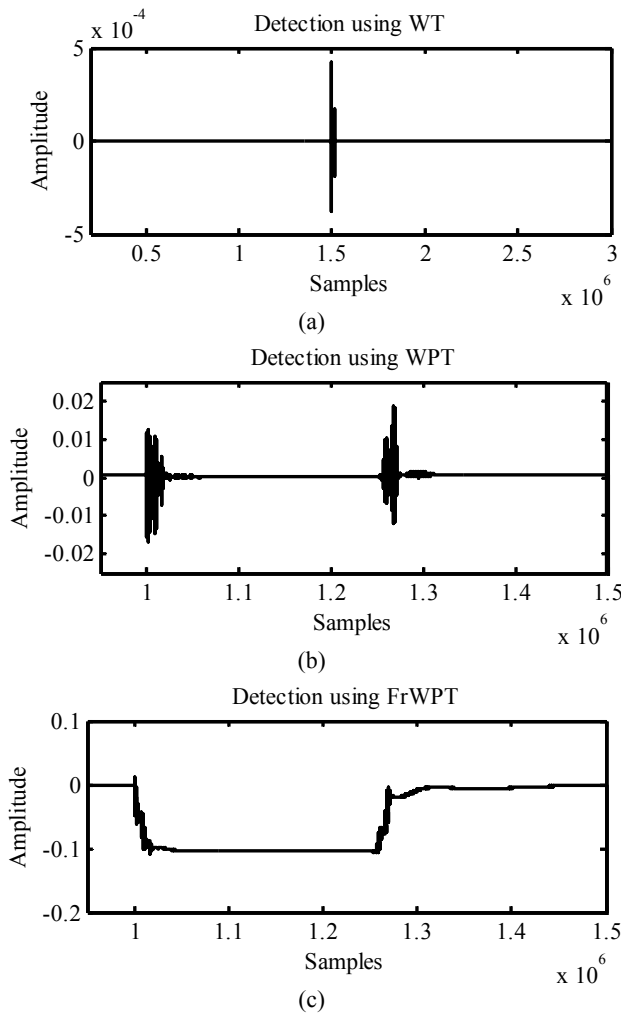 x 10^-4
Detection using WT
5
0
-5
Amplitude
0.5
1
1.5
2
2.5
3
Samples
x 10^6
(a)
Detection using WPT
0.02
0.01
0
-0.01
-0.02
Amplitude
1
1.1
1.2
1.3
1.4
1.5
Samples
x 10^6
(b)
Detection using FrWPT
0.1
0
-0.1
-0.2
Amplitude
1
1.1
1.2
1.3
1.4
1.5
Samples
x 10^6
(c)